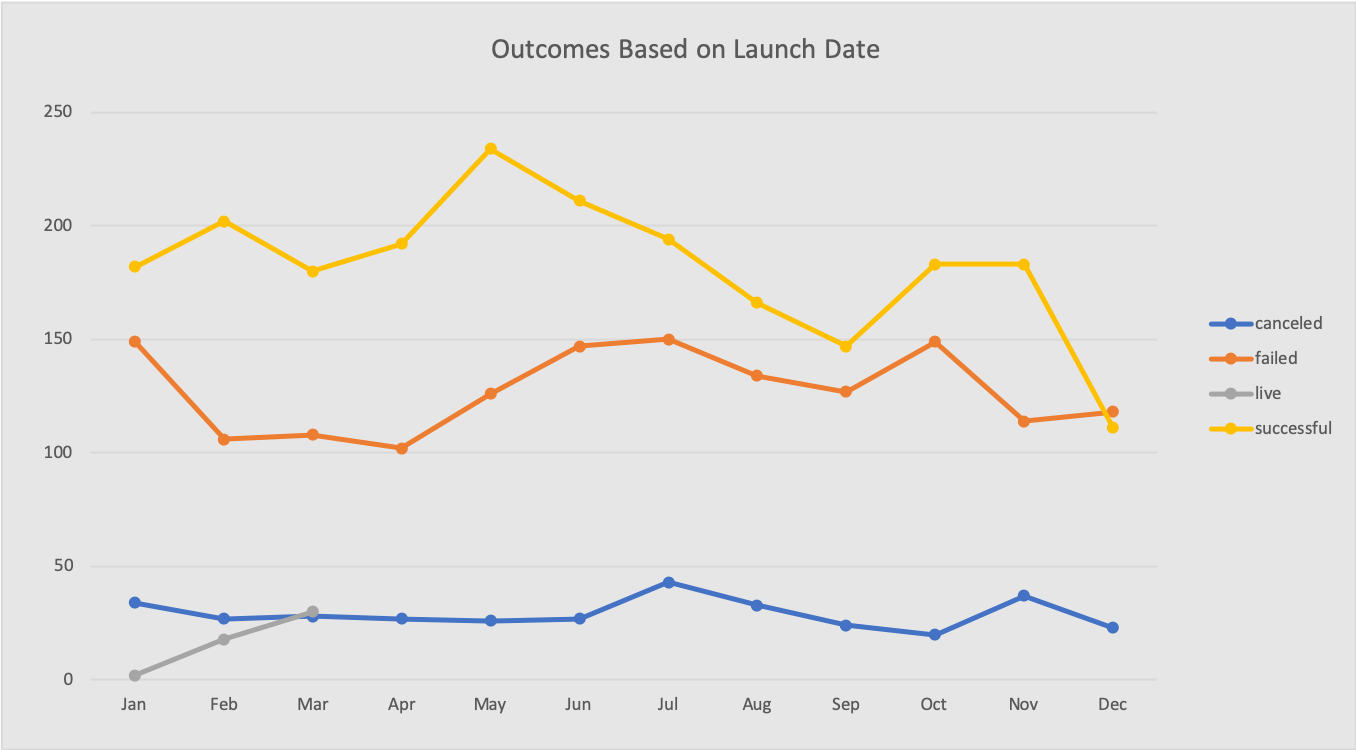 Outcomes Based on Launch Date
250
200
150
100
50
0
Jan Feb Mar Apr May Jun Jul Aug Sep Oct Nov Dec
canceled
failed
live
successful